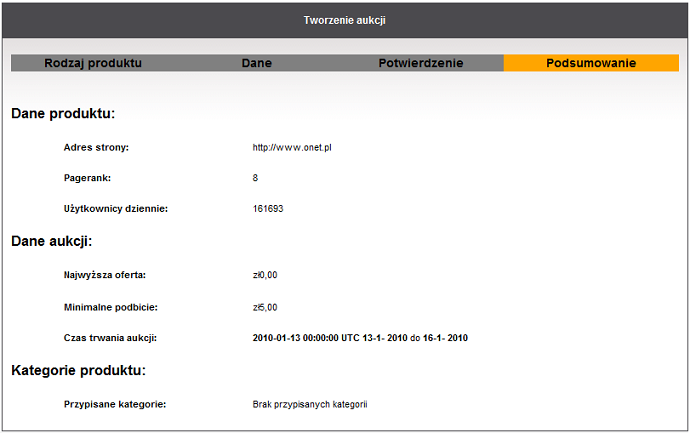 Tworzenie aukcji
Rodzaj produktu Dane Potwierdzenie Podsumowanie
Dane produktu:
Adres strony: http://www.onet.pl
Pagerank: 8
Użytkownicy dziennie: 161693
Dane aukcji:
Najwyższa oferta: zł0,00
Minimalne podbicie: zł5,00
Czas trwania aukcji: 2010-01-13 00:00:00 UTC 13-1- 2010 do 16-1- 2010
Kategorie produktu:
Przypisane kategorie: Brak przypisanych kategorii